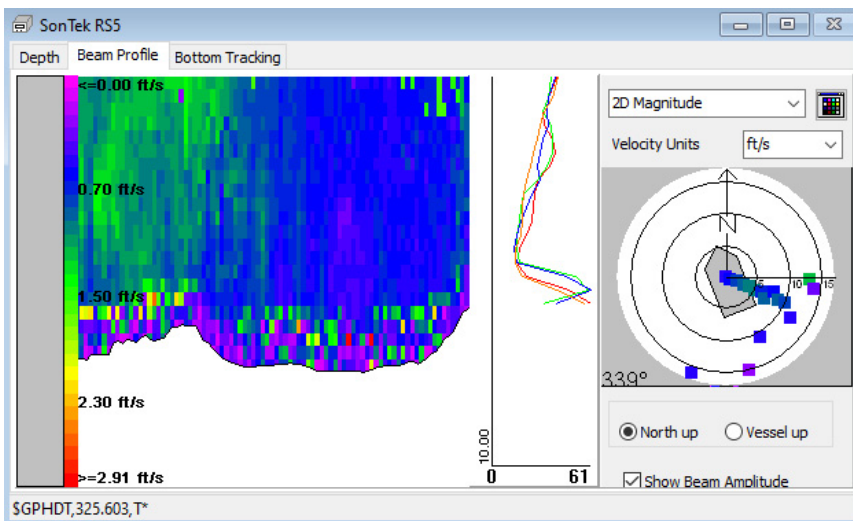 SonTek RS5
Depth Beam Profile Bottom Tracking
<=0.00 ft/s
0.70 ft/s
1.50 ft/s
2.30 ft/s
>=2.91 ft/s
10.00
0 61
2D Magnitude
Velocity Units ft/s
N
5 10 15
339°
North up Vessel up
Show Beam Amplitude
$GPHDT,325.603,T*